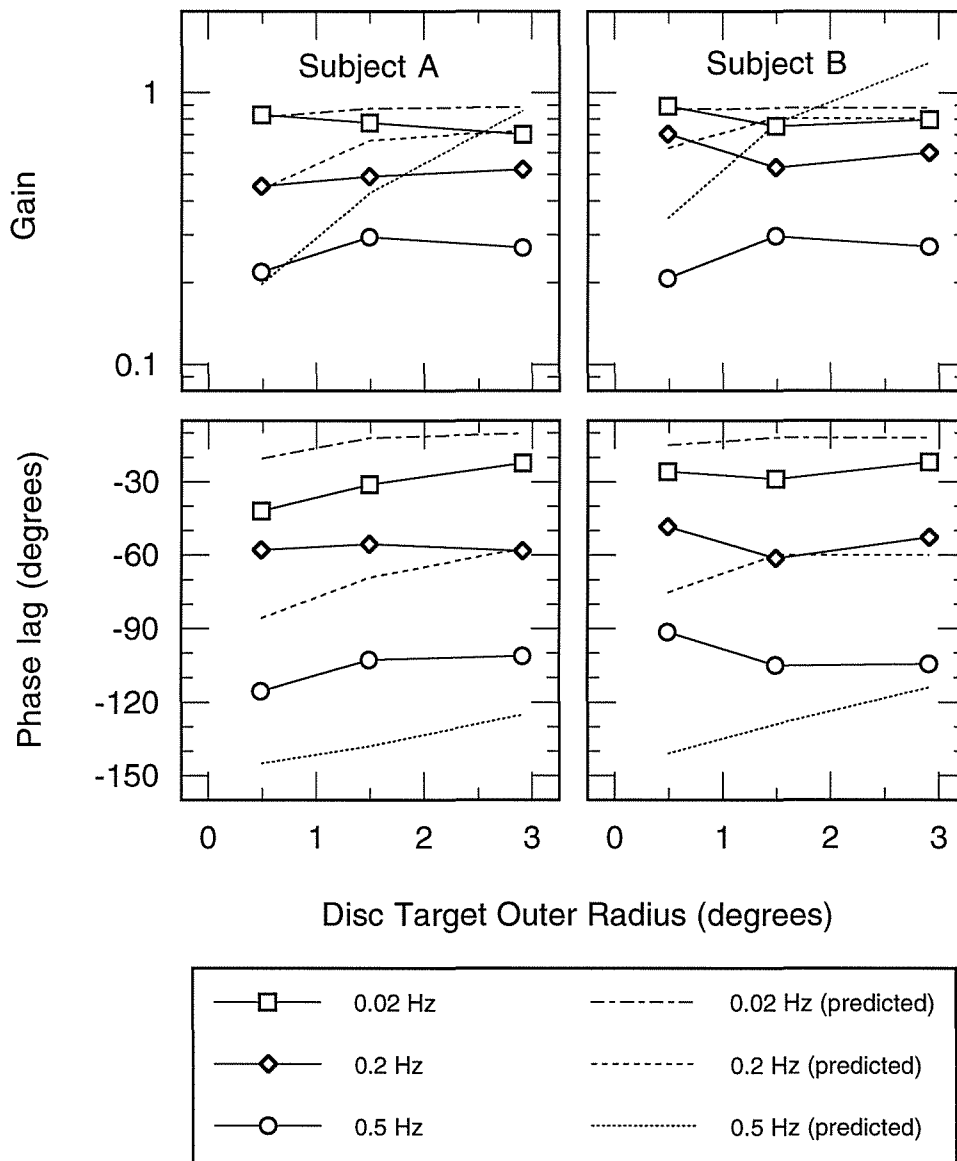 Subject A
Subject B
Gain
1
0.1
Phase lag (degrees)
-30
-60
-90
-120
-150
0 1 2 3
0 1 2 3
Disc Target Outer Radius (degrees)
0.02 Hz
0.02 Hz (predicted)
0.2 Hz
0.2 Hz (predicted)
0.5 Hz
0.5 Hz (predicted)